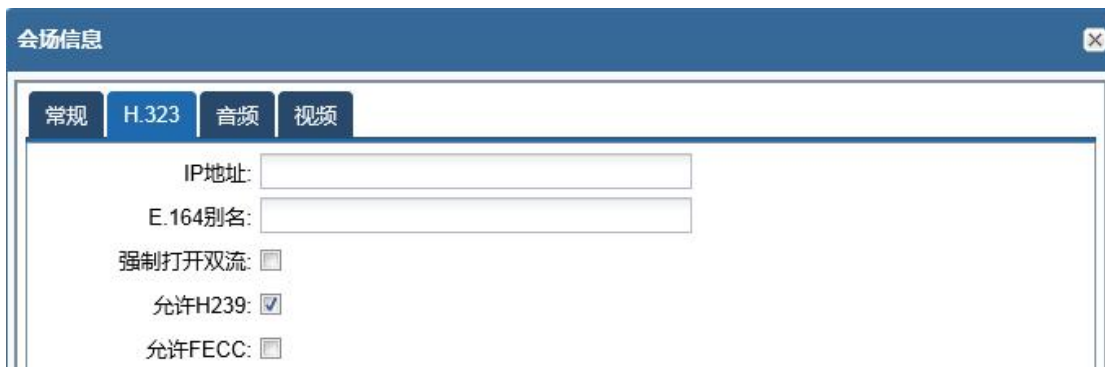 会场信息
常规 H.323 音频 视频
IP地址:
E.164别名:
强制打开双流:
允许H239:
允许FECC: